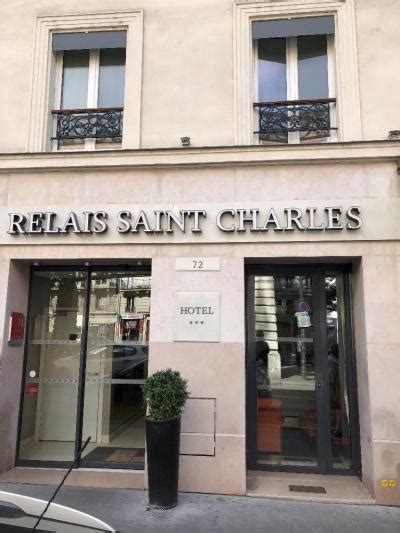 RELAIS SAINT CHARLES
72
HOTEL
***